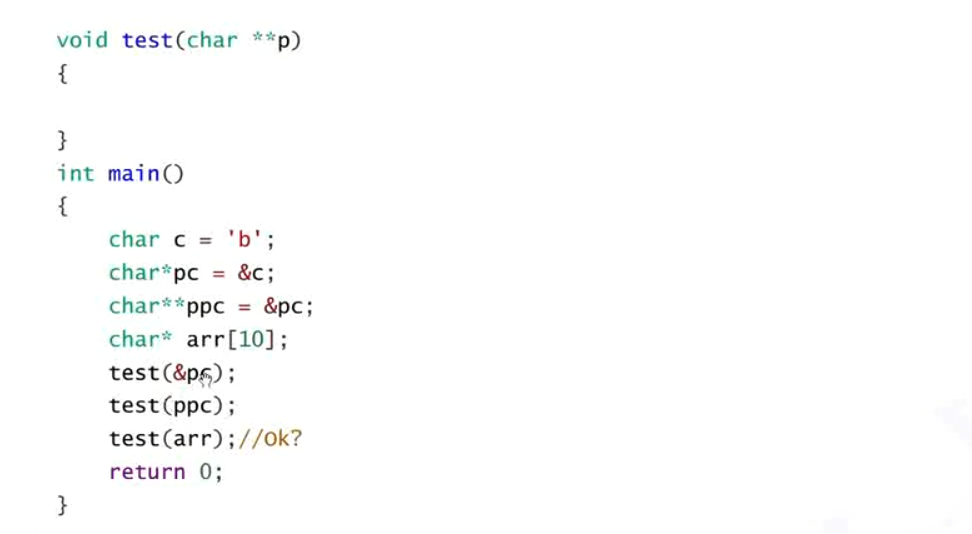 void test(char **p)
{
}
int main()
{
char c = 'b';
char*pc = &c;
char**ppc = &pc;
char* arr[10];
test(&pc);
test(ppc);
test(arr);//Ok?
return 0;
}